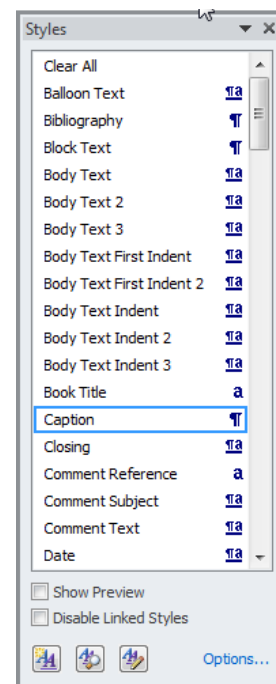 Styles
Clear All
Balloon Text ¶a
Bibliography ¶
Block Text ¶
Body Text ¶a
Body Text 2 ¶a
Body Text 3 ¶a
Body Text First Indent ¶a
Body Text First Indent 2 ¶a
Body Text Indent ¶a
Body Text Indent 2 ¶a
Body Text Indent 3 ¶a
Book Title a
Caption ¶
Closing ¶a
Comment Reference a
Comment Subject ¶a
Comment Text ¶a
Date ¶a
Show Preview
Disable Linked Styles
Options...